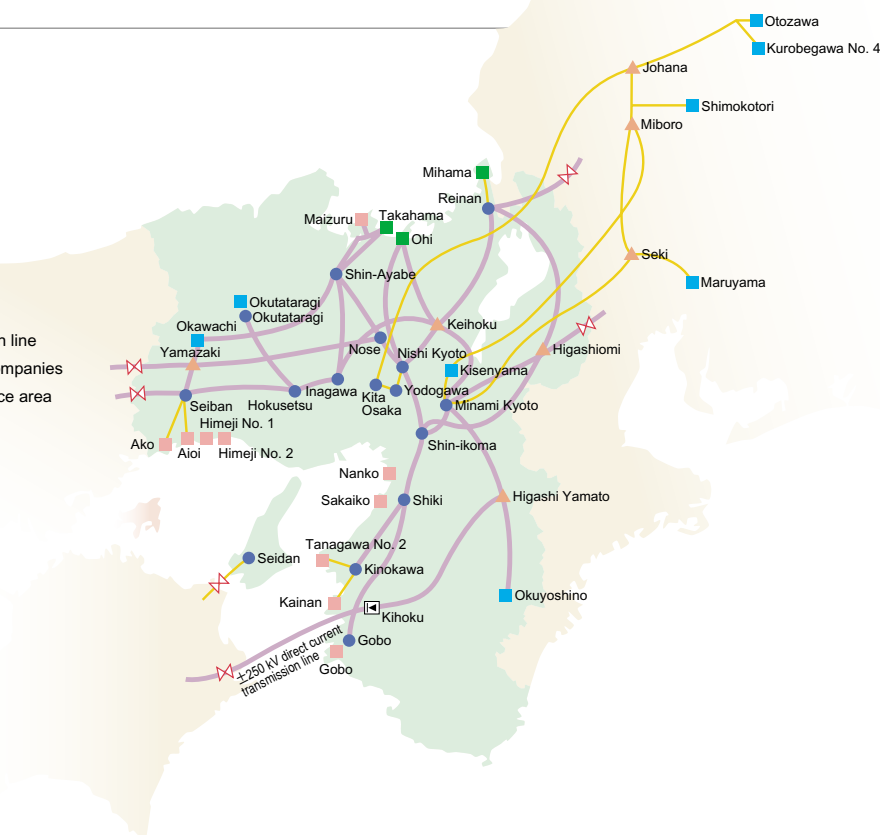 Otozawa
Kurobegawa No. 4
Johana
Shimokotori
Miboro
Mihama
Reinan
Maizuru
Takahama
Ohí
Seki
Shin-Ayabe
Maruyama
Okutataragi
Okutataragi
Okawachi
Keihoku
n line
Yamazaki
Nose
Nishi Kyoto
Higashiomi
ompanies
Kisenyama
ce area
Inagawa
Kita
Osaka
Yodogawa
Hokusetsu
Seiban
Minami Kyoto
Himeji No. 1
Ako
Aioi
Himeji No. 2
Shin-ikoma
Nanko
Sakaiko
Shiki
Higashi Yamato
Tanagawa No. 2
Seidan
Kinokawa
Kainan
Okuyoshino
Kihoku
±250 kV direct current
transmission line
Gobo
Gobo